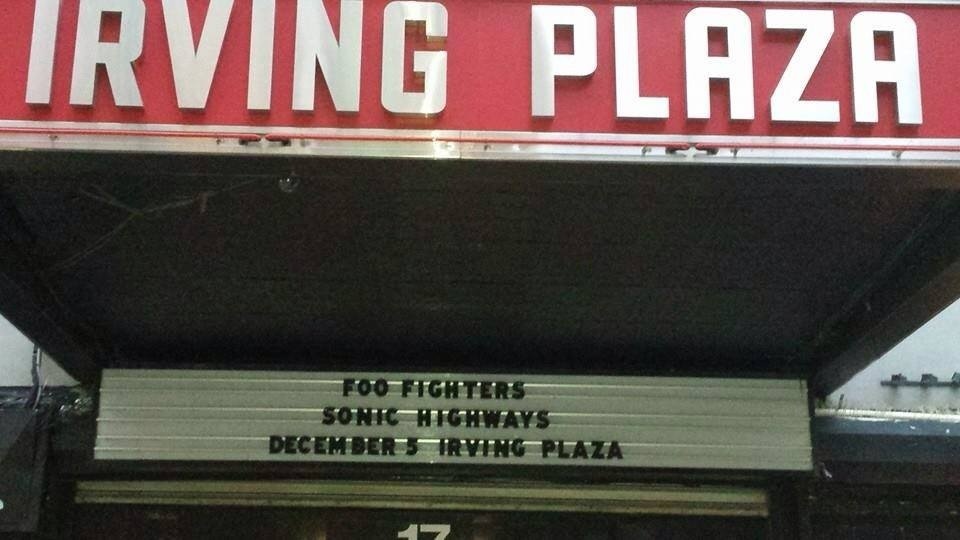 IRVING PLAZA
FOO FIGHTERS
SONIC HIGHWAYS
DECEMBER 5 IRVING PLAZA
17